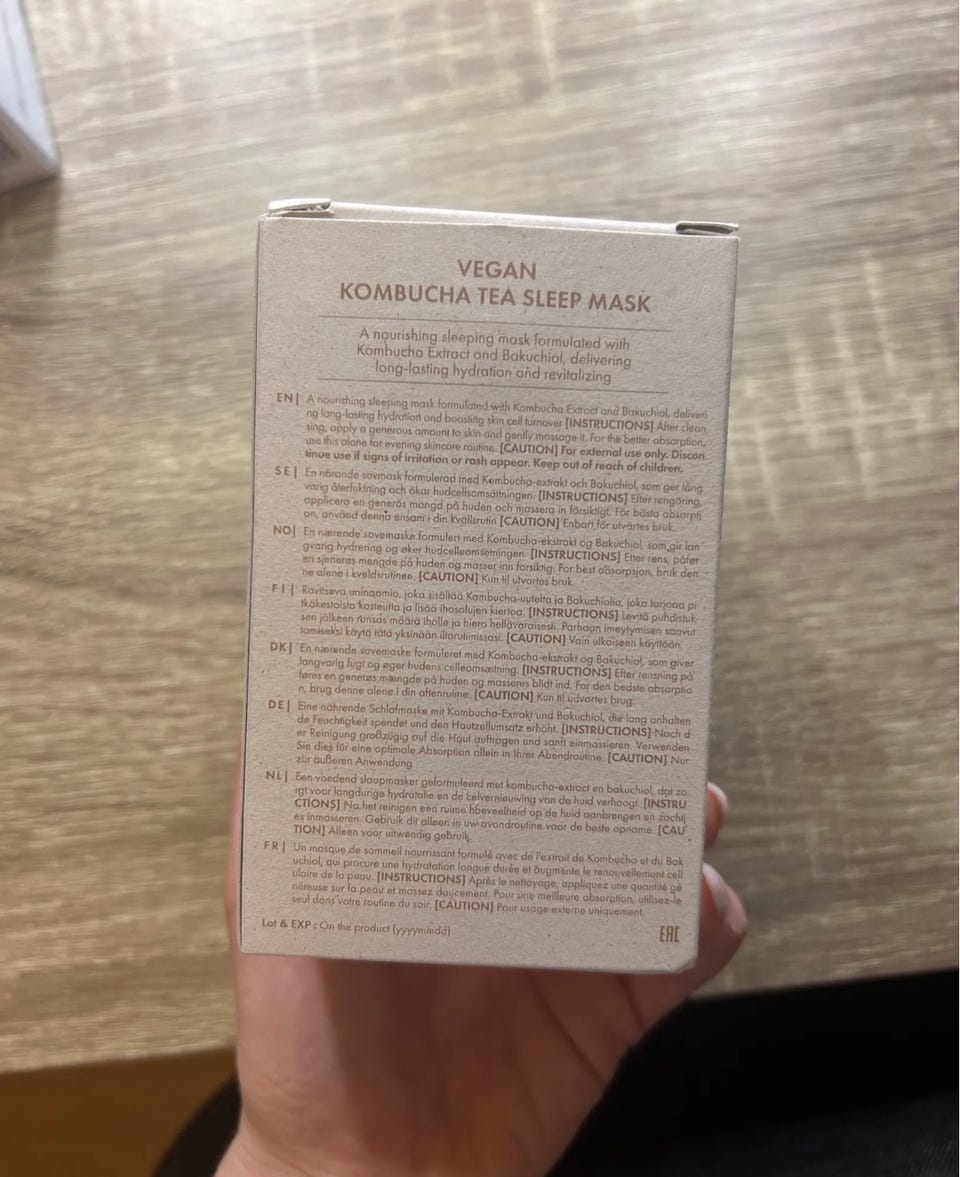 VEGAN
KOMBUCHA TEA SLEEP MASK
A nourishing sleeping mask formulated with
Kombucha Extract and Bakuchiol, delivering
long-lasting hydration and revitalizing
EN| A nourishing sleeping mask formulated with Kombucha Extract and Bakuchiol, deliveri
ng long-lasting hydration and boosting skin cell turnover [INSTRUCTIONS] After clean
sing, apply a generous amount to skin and gently massage it. For the better absorption,
use this alone for evening skincare routine. [CAUTION] For external use only. Discon
tinue use if signs of irritation or rash appear. Keep out of reach of children.
SE| En närande sovmask formulerad med Kombucha-extrakt och Bakuchiol, som ger lång
varig återfuktning och ökar hudcellsomsättningen. [INSTRUCTIONS] Efter rengöring,
applicera en generös mängd på huden och massera in försiktigt. För bästa absorpti
on, använd denna ensam i din kvällsrutin [CAUTION] Enbart för utvärtes bruk.
NO| En nærende sovemaske formulert med Kombucha-ekstrakt og Bakuchiol, som gir lan
gvarig hydrering og øker hudcelleomsetningen. [INSTRUCTIONS] Etter rens, påfør
en sjenerøs mengde på huden og masser inn forsiktig. For best absorpsjon, bruk den
ne alene i kveldsrutinen. [CAUTION] Kun til utvortes bruk.
FI| Ravitseva uninaamio, joka sisältää Kombucha-uutetta ja Bakuchiolia, joka tarjoaa pi
tkäkestoista kosteutta ja lisää ihosolujen kiertoa. [INSTRUCTIONS] Levitä puhdistuk
sen jälkeen runsas määrä iholle ja hiero hellävaraisesti. Parhaan imeytymisen saavut
tamiseksi käytä tätä yksinään iltarutiinissasi. [CAUTION] Vain ulkoiseen käyttöön.
DK| En nærende sovemaske formuleret med Kombucha-ekstrakt og Bakuchiol, som giver
langvarig fugt og øger hudens celleomsætning. [INSTRUCTIONS] Efter rensning på
føres en generøs mængde på huden og masseres blidt ind. For den bedste absorptio
n, brug denne alene i din aftenrutine. [CAUTION] Kun til udvortes brug.
DE| Eine nährende Schlafmaske mit Kombucha-Extrakt und Bakuchiol, die lang anhalten
de Feuchtigkeit spendet und den Hautzellumsatz erhöht. [INSTRUCTIONS] Nach d
er Reinigung großzügig auf die Haut auftragen und sanft einmassieren. Verwenden
Sie dies für eine optimale Absorption allein in Ihrer Abendroutine. [CAUTION] Nur
zur äußeren Anwendung.
NL| Een voedend slaapmasker geformuleerd met kombucha-extract en bakuchiol, dat zo
rgt voor langdurige hydratatie en de celvernieuwing van de huid verhoogt. [INSTRU
CTIONS] Na het reinigen een ruime hoeveelheid op de huid aanbrengen en zachtj
es inmasseren. Gebruik dit alleen in uw avondroutine voor de beste opname. [CAU
TION] Alleen voor uitwendig gebruik.
FR| Un masque de sommeil nourrissant formulé avec de l'extrait de Kombucha et du Bak
uchiol, qui procure une hydratation longue durée et augmente le renouvellement cell
ulaire de la peau. [INSTRUCTIONS] Après le nettoyage, appliquez une quantité gé
néreuse sur la peau et massez doucement. Pour une meilleure absorption, utilisez-le
seul dans votre routine du soir. [CAUTION] Pour usage externe uniquement.
Lot & EXP : On the product (yyyymmdd)
EAC